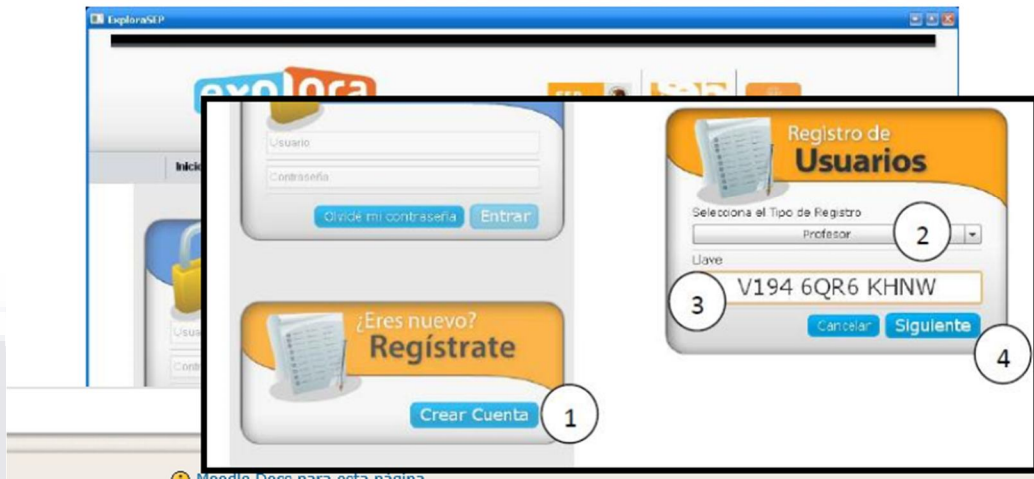 ExploraSEP
explora
Inicio
Usuario
Contraseña
Olvidé mi contraseña Entrar
¿Eres nuevo?
Regístrate
Crear Cuenta 1
Registro de
Usuarios
Selecciona el Tipo de Registro
Profesor 2
Llave
3 V194 6QR6 KHNW
Cancelar Siguiente
4
Moodle Docs para esta página